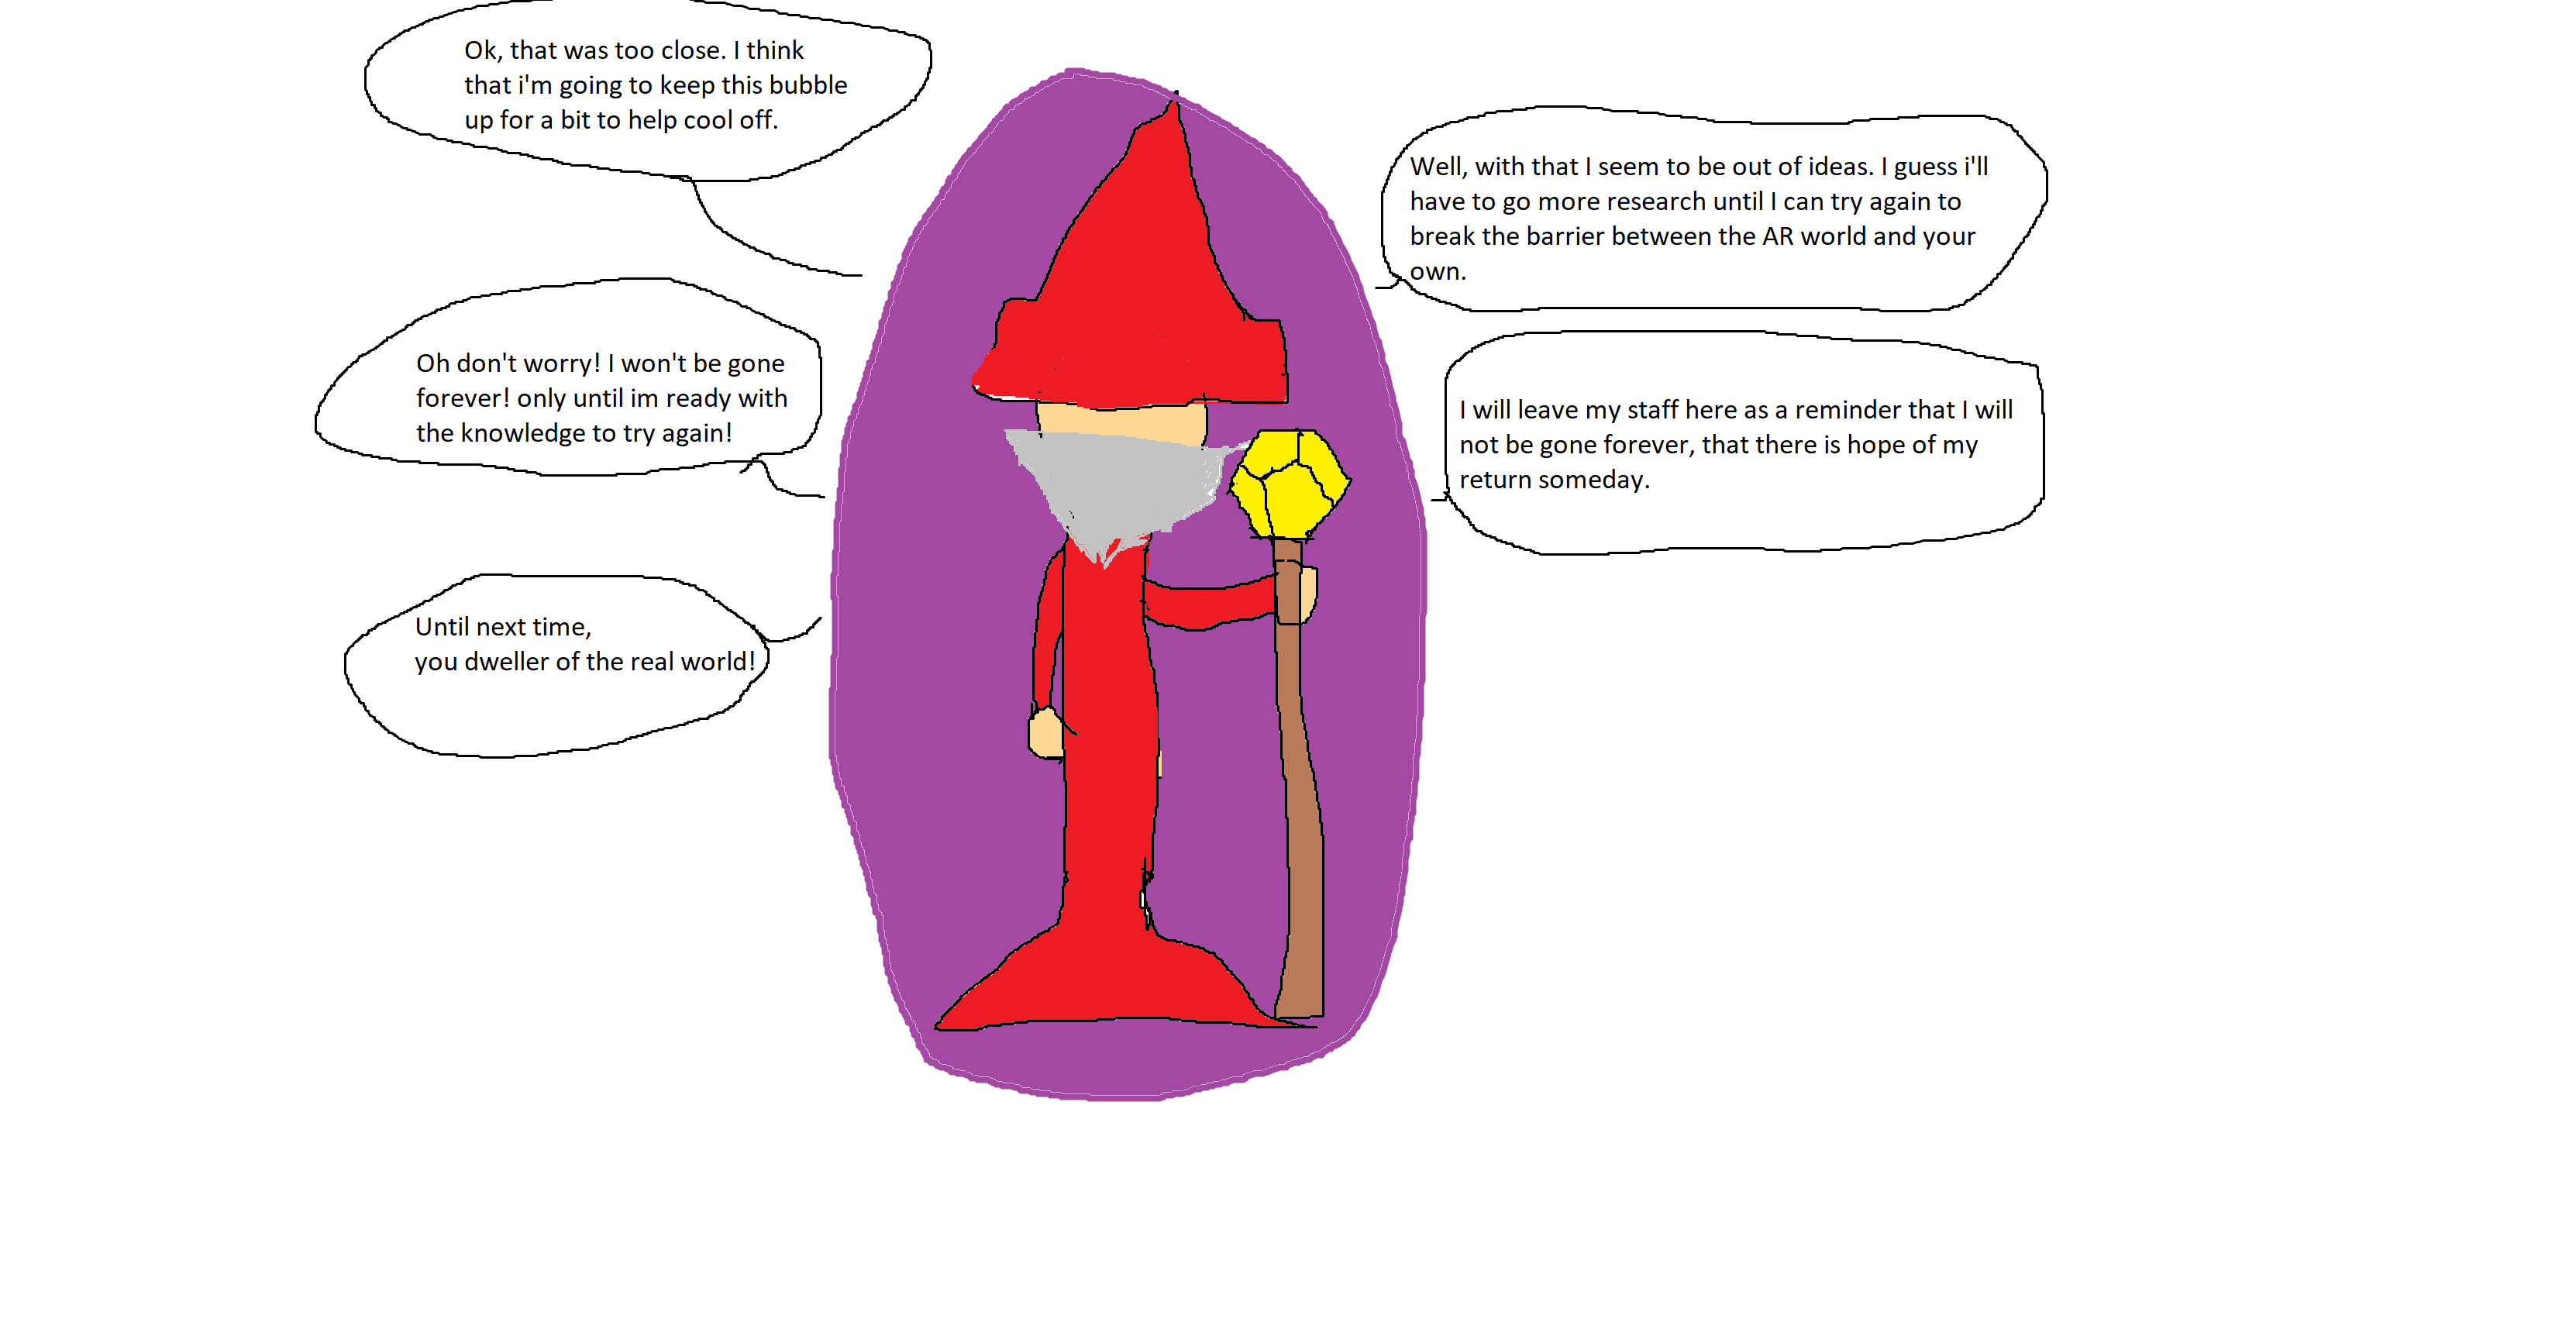 Ok, that was too close. I think
that i'm going to keep this bubble
up for a bit to help cool off.
Well, with that I seem to be out of ideas. I guess i'll
have to go more research until I can try again to
break the barrier between the AR world and your
own.
Oh don't worry! I won't be gone
forever! only until im ready with
the knowledge to try again!
I will leave my staff here as a reminder that I will
not be gone forever, that there is hope of my
return someday.
Until next time,
you dweller of the real world!